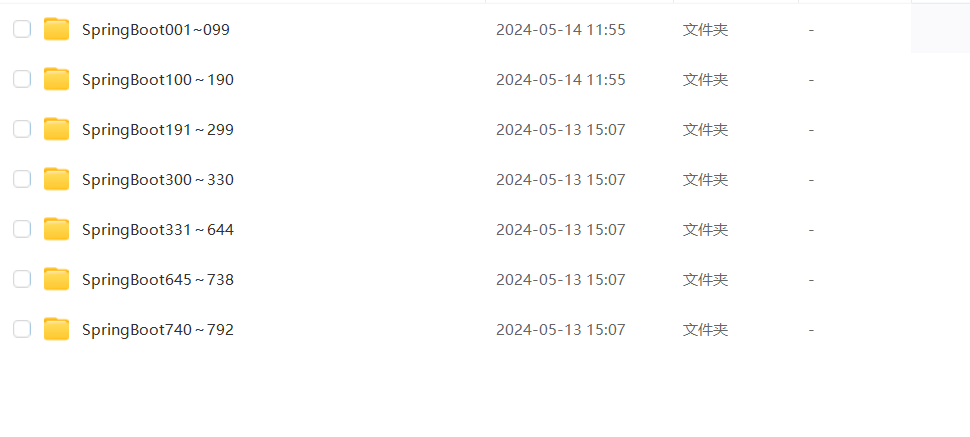 SpringBoot001~099 2024-05-14 11:55 文件夹 -
SpringBoot100～190 2024-05-14 11:55 文件夹 -
SpringBoot191～299 2024-05-13 15:07 文件夹 -
SpringBoot300～330 2024-05-13 15:07 文件夹 -
SpringBoot331～644 2024-05-13 15:07 文件夹 -
SpringBoot645～738 2024-05-13 15:07 文件夹 -
SpringBoot740～792 2024-05-13 15:07 文件夹 -